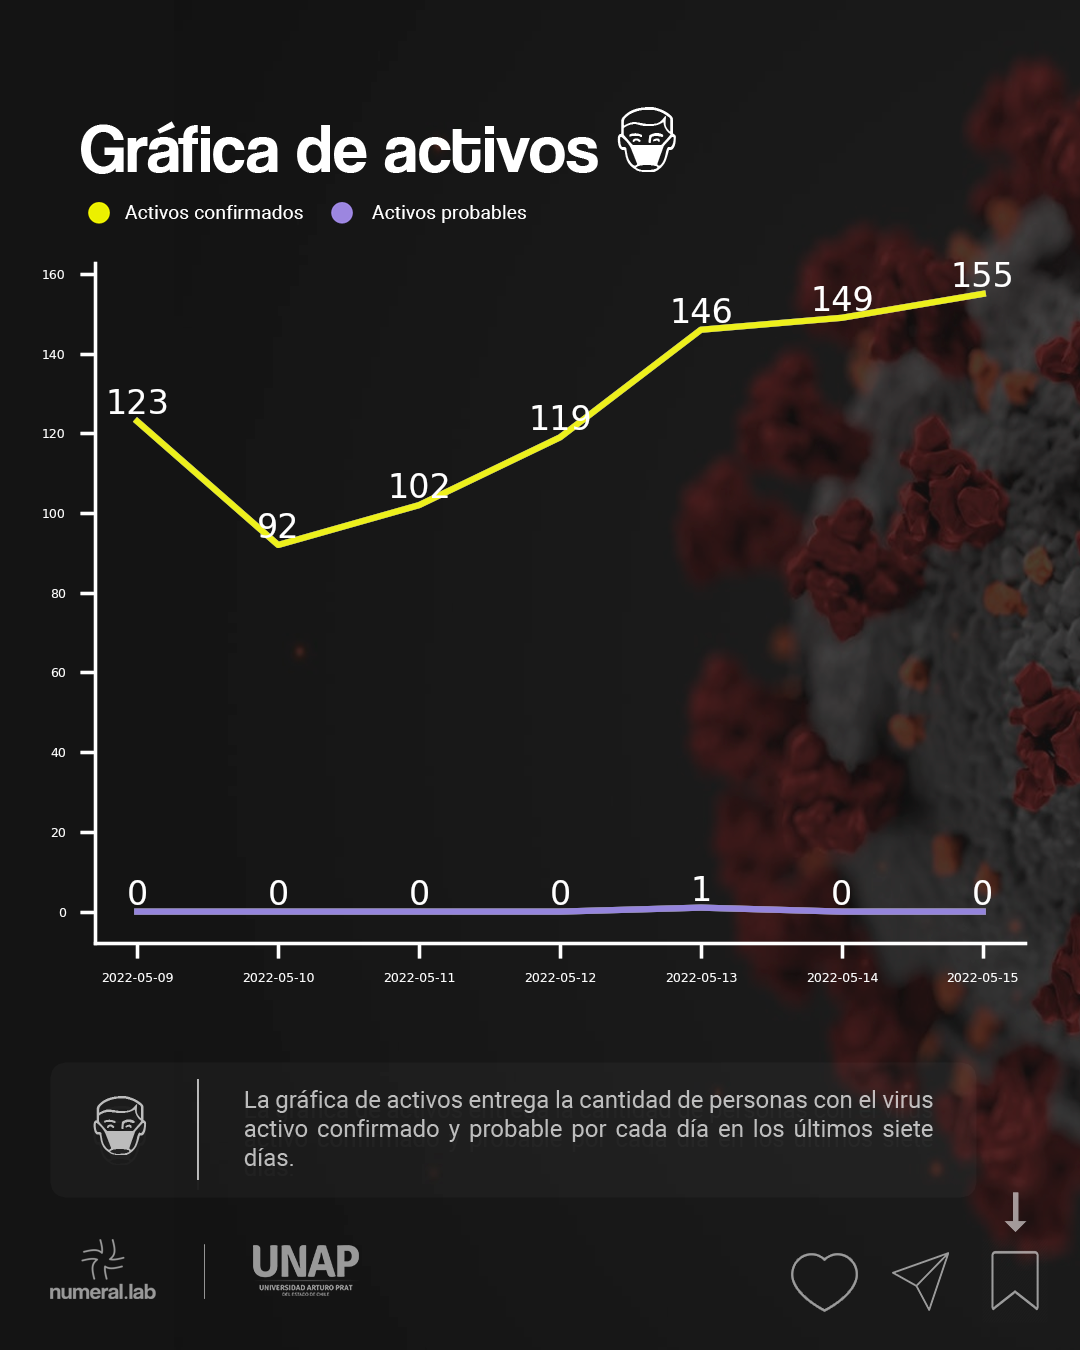 Gráfica de activos
Activos confirmados Activos probables
160
140
120
100
80
60
40
20
0
123
92
102
119
146
149
155
0 0 0 0 1 0 0
2022-05-09 2022-05-10 2022-05-11 2022-05-12 2022-05-13 2022-05-14 2022-05-15
La gráfica de activos entrega la cantidad de personas con el virus
activo confirmado y probable por cada día en los últimos siete
días.
numeral.lab
UNAP
UNIVERSIDAD ARTURO PRAT
DEL ESTADO DE CHILE